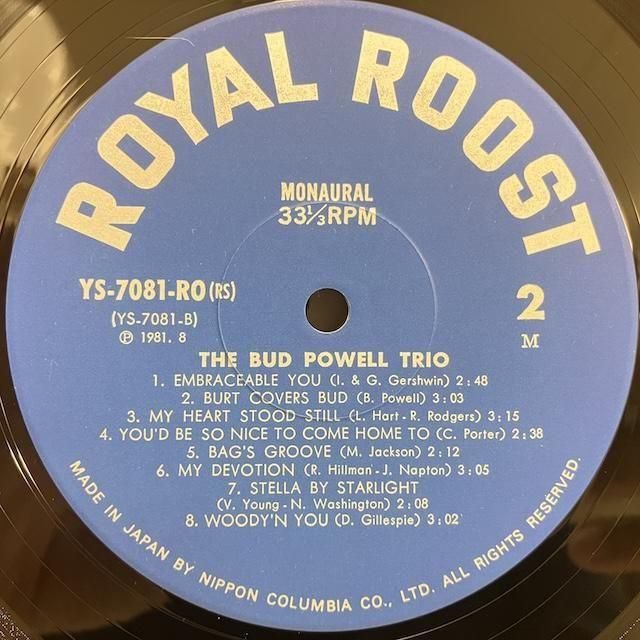 ROYAL ROOST
MONAURAL
33⅓RPM
YS-7081-RO(RS)
(YS-7081-B)
Ⓟ 1981. 8
2
M
THE BUD POWELL TRIO
1. EMBRACEABLE YOU (I. & G. Gershwin) 2:48
2. BURT COVERS BUD (B. Powell) 3:03
3. MY HEART STOOD STILL (L. Hart-R. Rodgers) 3:15
4. YOU'D BE SO NICE TO COME HOME TO (C. Porter) 2:38
5. BAG'S GROOVE (M. Jackson) 2:12
6. MY DEVOTION (R. Hillman-J. Napton) 3:05
7. STELLA BY STARLIGHT
(V. Young-N. Washington) 2:08
8. WOODY'N YOU (D. Gillespie) 3:02
MADE IN JAPAN BY NIPPON COLUMBIA CO., LTD. ALL RIGHTS RESERVED.